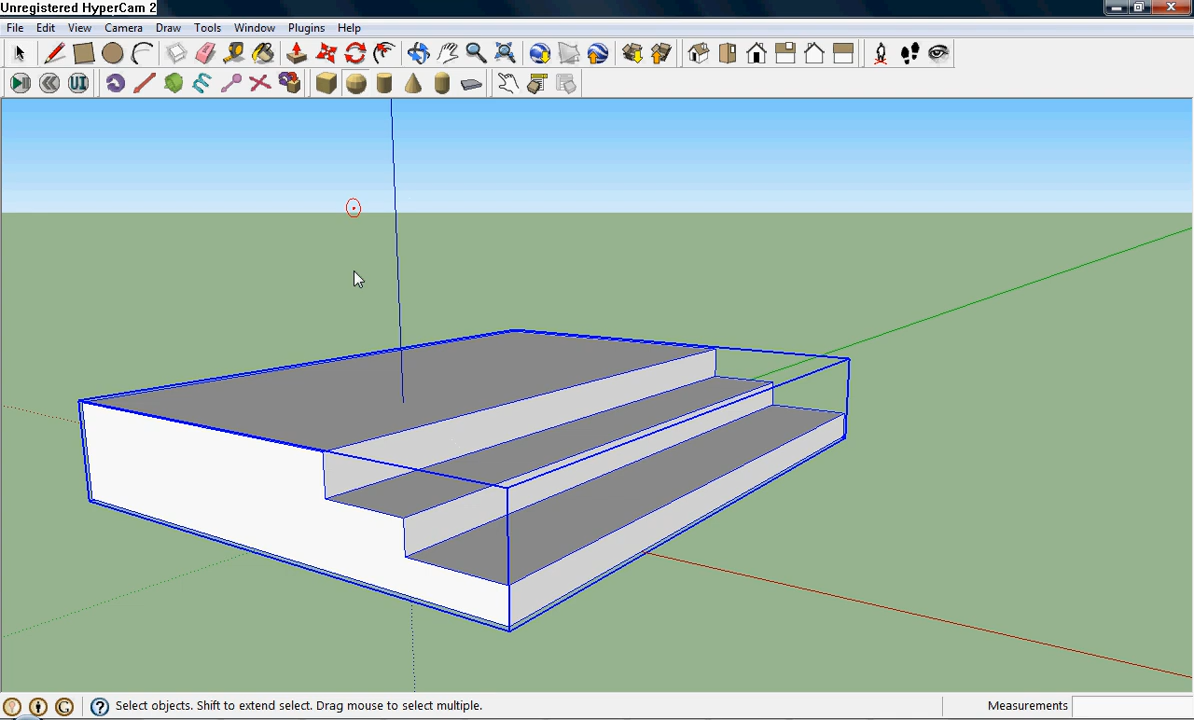 Unregistered HyperCam 2
File Edit View Camera Draw Tools Window Plugins Help
UI
Select objects. Shift to extend select. Drag mouse to select multiple.
Measurements